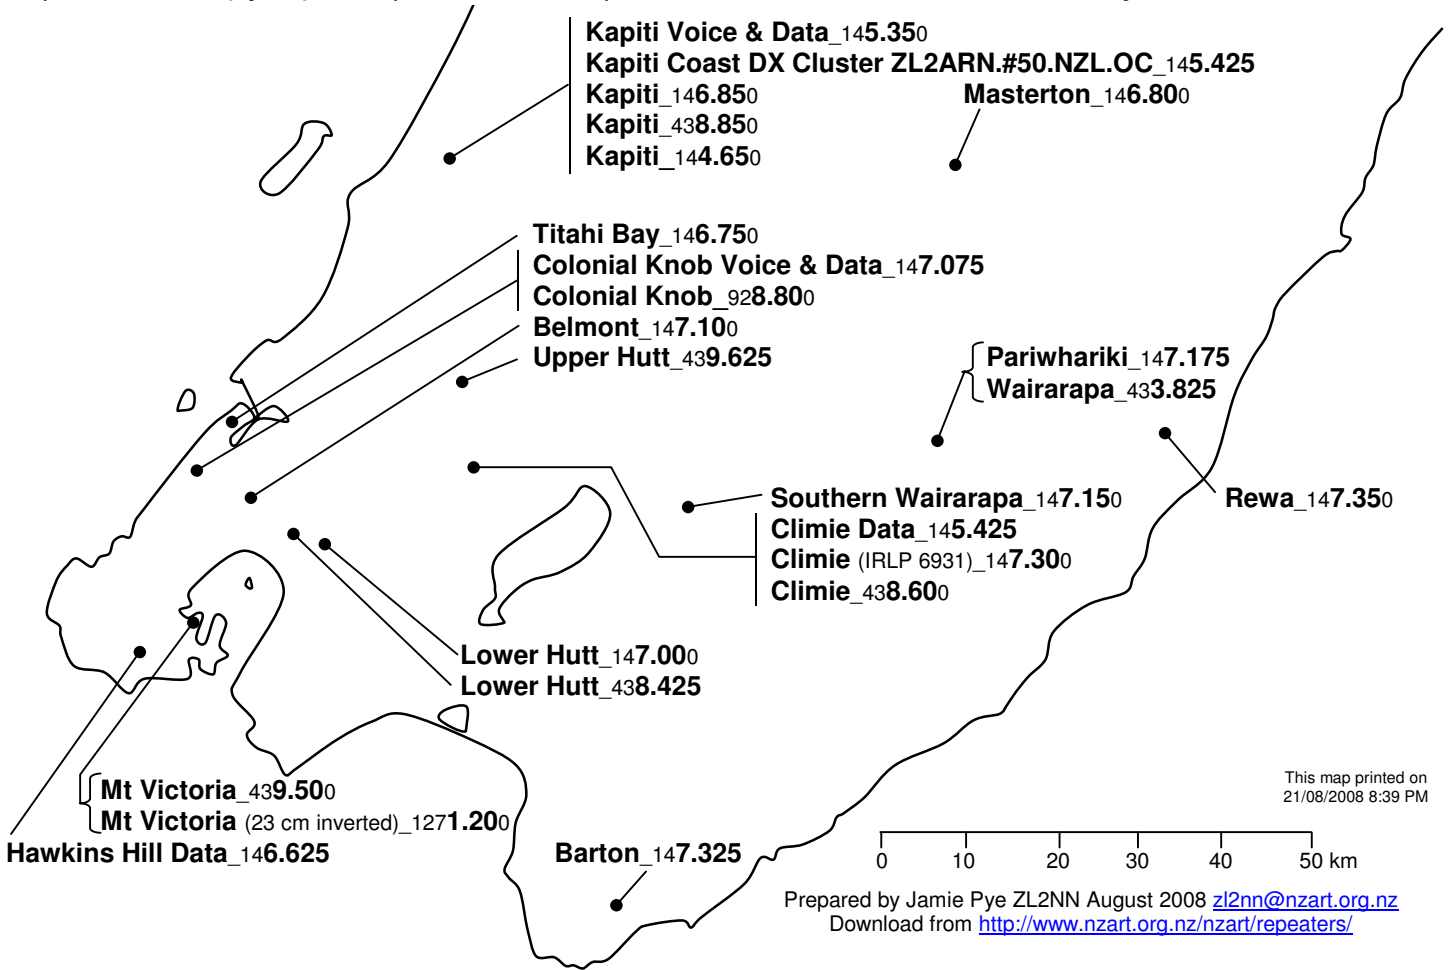 Kapiti Voice & Data_145.350
Kapiti Coast DX Cluster ZL2ARN.#50.NZL.OC_145.425
Kapiti_146.850
Masterton_146.800
Kapiti_438.850
Kapiti_144.650
Titahi Bay_146.750
Colonial Knob Voice & Data_147.075
Colonial Knob_928.800
Belmont_147.100
Upper Hutt_439.625
Pariwhariki_147.175
Wairarapa_433.825
Southern Wairarapa_147.150
Rewa_147.350
Climie Data_145.425
Climie (IRLP 6931)_147.300
Climie_438.600
Lower Hutt_147.000
Lower Hutt_438.425
Mt Victoria_439.500
Mt Victoria (23 cm inverted)_1271.200
Hawkins Hill Data_146.625
Barton_147.325
This map printed on
21/08/2008 8:39 PM
0 10 20 30 40 50 km
Prepared by Jamie Pye ZL2NN August 2008 zl2nn@nzart.org.nz
Download from http://www.nzart.org.nz/nzart/repeaters/